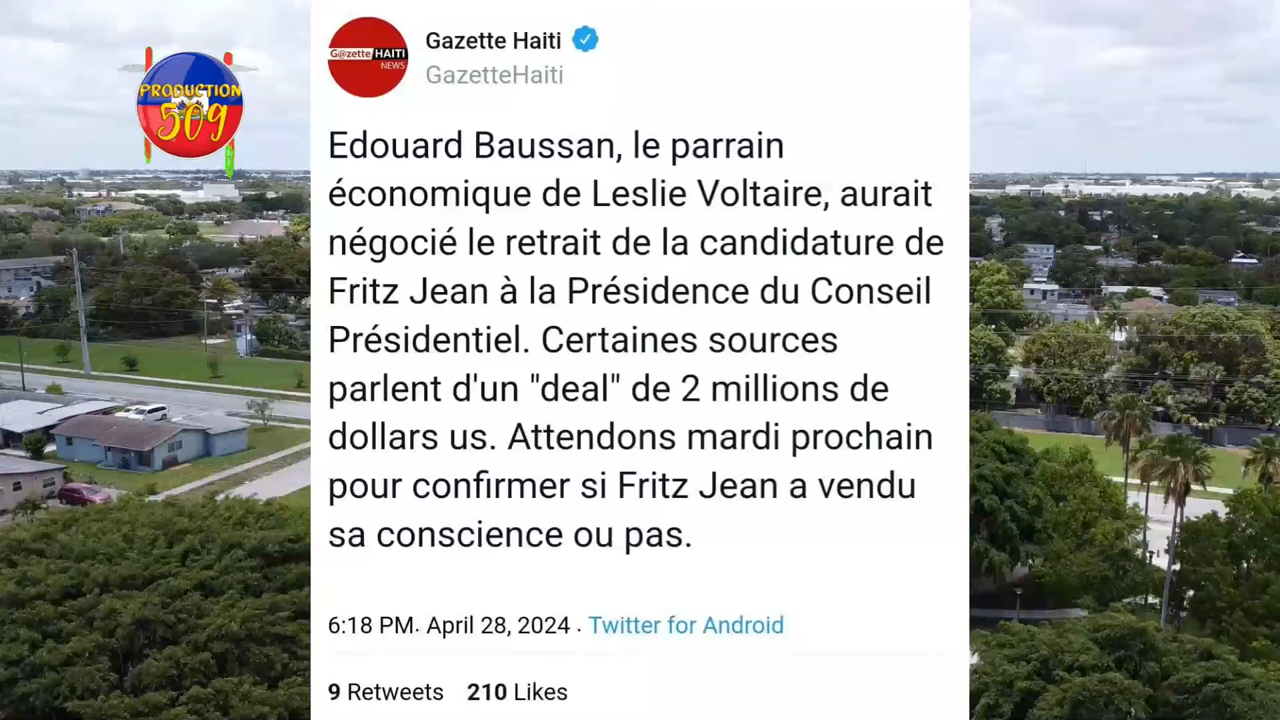 PRODUCTION
509
G@zette HAITI
NEWS
Gazette Haiti
GazetteHaiti
Edouard Baussan, le parrain
économique de Leslie Voltaire, aurait
négocié le retrait de la candidature de
Fritz Jean à la Présidence du Conseil
Présidentiel. Certaines sources
parlent d'un "deal" de 2 millions de
dollars us. Attendons mardi prochain
pour confirmer si Fritz Jean a vendu
sa conscience ou pas.
6:18 PM. April 28, 2024 . Twitter for Android
9 Retweets 210 Likes